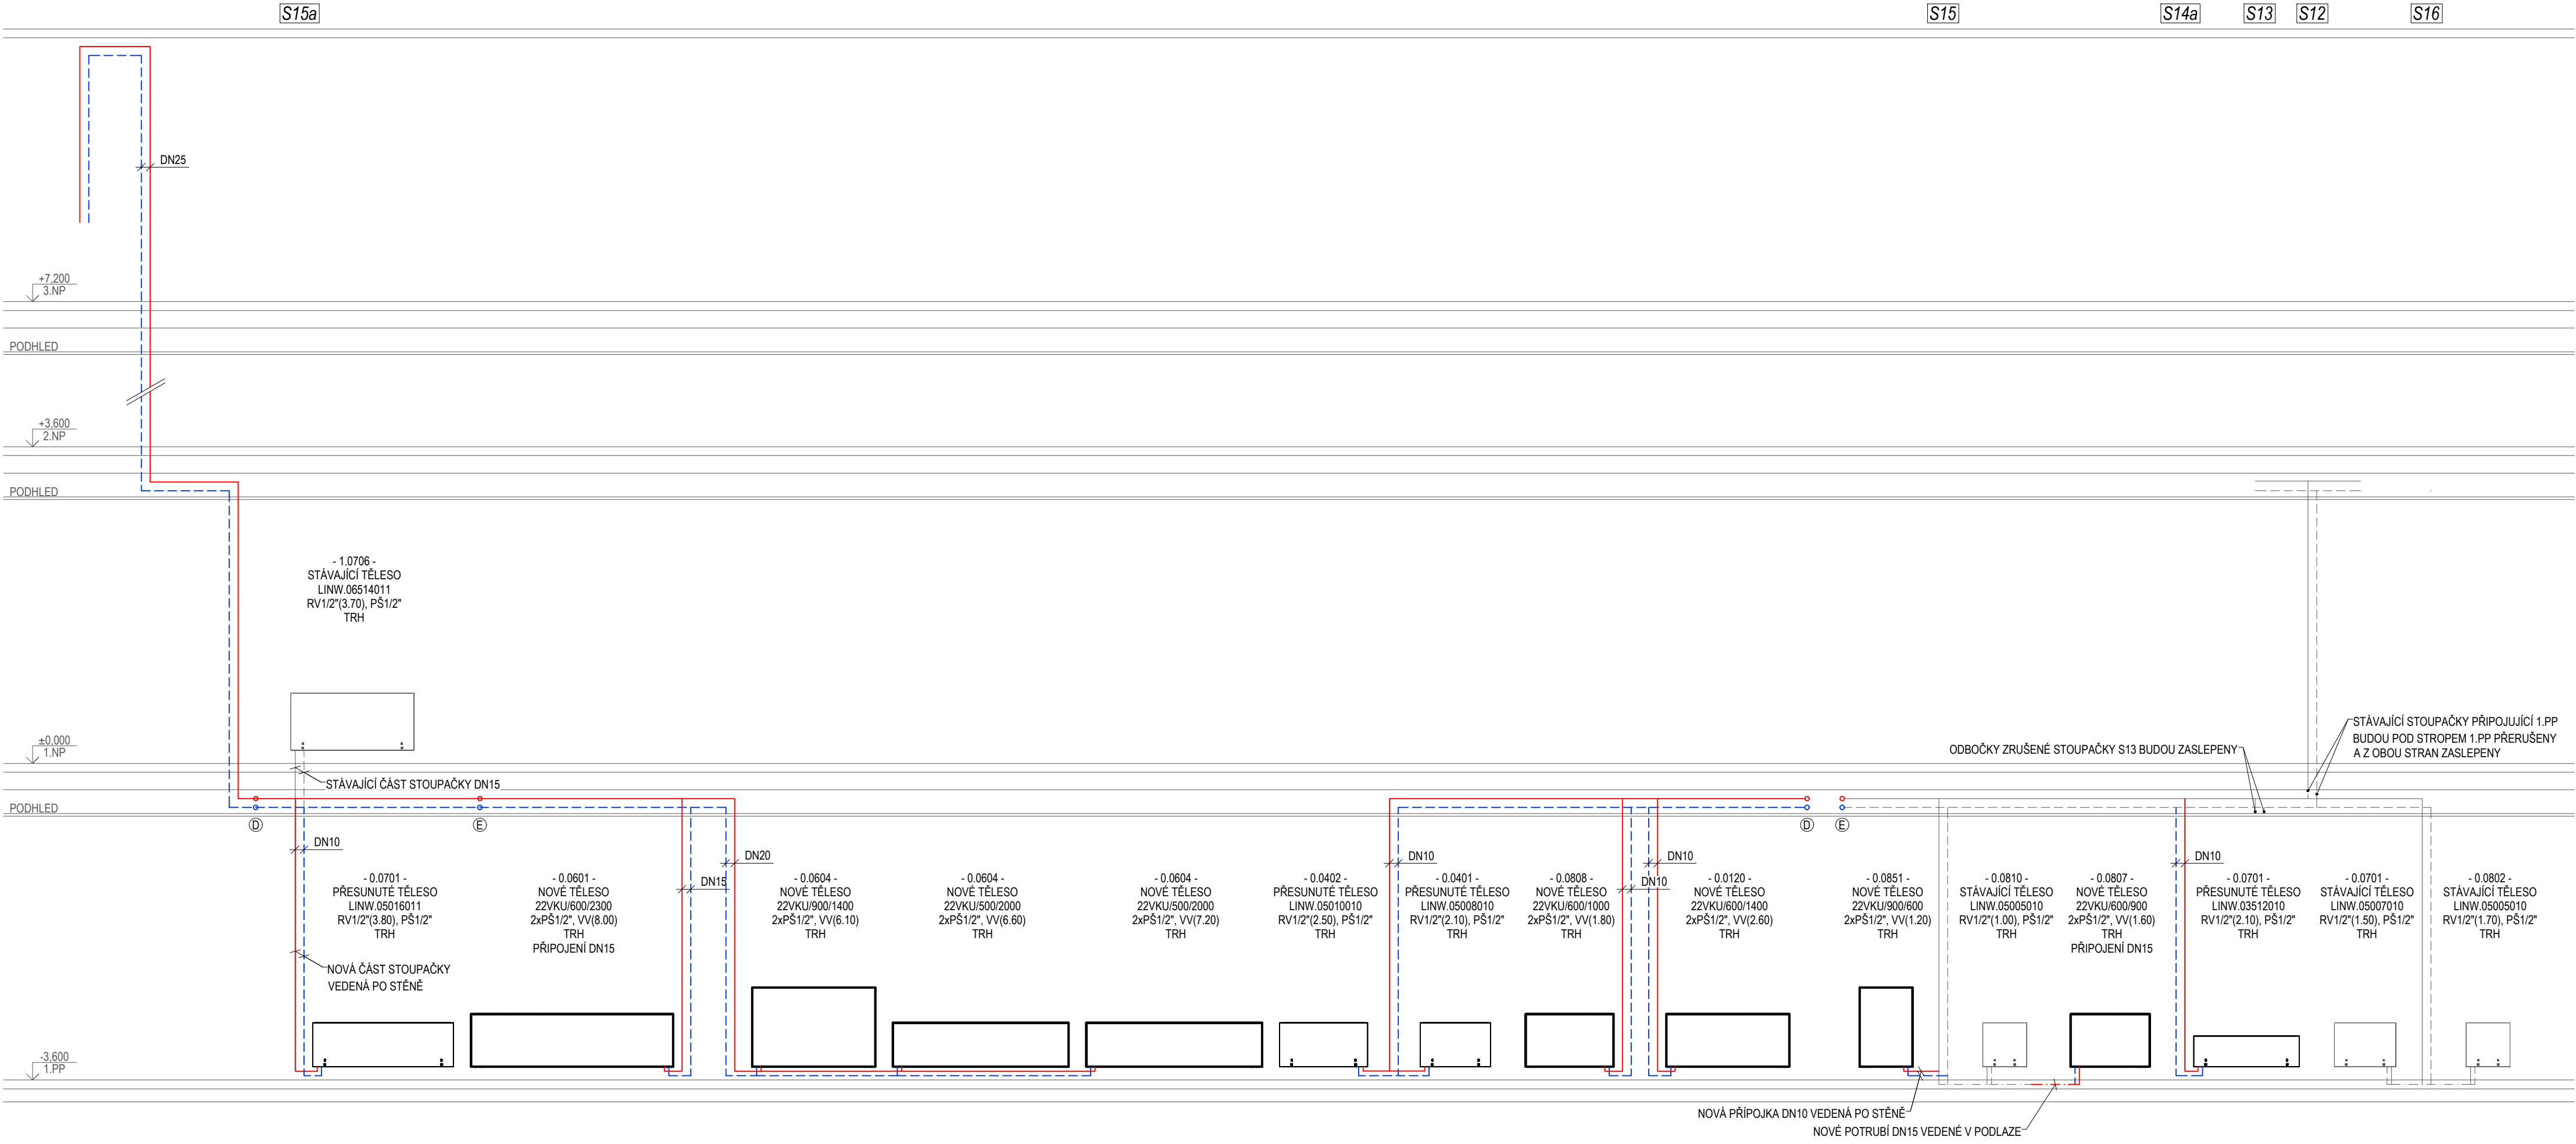 S15a
S15
S14a
S13
S12
S16
DN25
+7,200
3.NP
PODHLED
+3,600
2.NP
PODHLED
- 1.0706 -
STÁVAJÍCÍ TĚLESO
LINW.06514011
RV1/2"(3.70), PŠ1/2"
TRH
±0,000
1.NP
STÁVAJÍCÍ ČÁST STOUPAČKY DN15
ODBOČKY ZRUŠENÉ STOUPAČKY S13 BUDOU ZASLEPENY
STÁVAJÍCÍ STOUPAČKY PŘIPOJUJÍCÍ 1.PP
BUDOU POD STROPEM 1.PP PŘERUŠENY
A Z OBOU STRAN ZASLEPENY
PODHLED
D
E
D
E
DN10
DN15
DN20
DN10
DN10
DN10
DN10
- 0.0701 -
PŘESUNUTÉ TĚLESO
LINW.05016011
RV1/2"(3.80), PŠ1/2"
TRH
- 0.0601 -
NOVÉ TĚLESO
22VKU/600/2300
2xPŠ1/2", VV(8.00)
TRH
PŘIPOJENÍ DN15
- 0.0604 -
NOVÉ TĚLESO
22VKU/900/1400
2xPŠ1/2", VV(6.10)
TRH
- 0.0604 -
NOVÉ TĚLESO
22VKU/500/2000
2xPŠ1/2", VV(6.60)
TRH
- 0.0604 -
NOVÉ TĚLESO
22VKU/500/2000
2xPŠ1/2", VV(7.20)
TRH
- 0.0402 -
PŘESUNUTÉ TĚLESO
LINW.05010010
RV1/2"(2.50), PŠ1/2"
TRH
- 0.0401 -
PŘESUNUTÉ TĚLESO
LINW.05008010
RV1/2"(2.10), PŠ1/2"
TRH
- 0.0808 -
NOVÉ TĚLESO
22VKU/600/1000
2xPŠ1/2", VV(1.80)
TRH
- 0.0120 -
NOVÉ TĚLESO
22VKU/600/1400
2xPŠ1/2", VV(2.60)
TRH
- 0.0851 -
NOVÉ TĚLESO
22VKU/900/600
2xPŠ1/2", VV(1.20)
TRH
- 0.0810 -
STÁVAJÍCÍ TĚLESO
LINW.05005010
RV1/2"(1.00), PŠ1/2"
TRH
- 0.0807 -
NOVÉ TĚLESO
22VKU/600/900
2xPŠ1/2", VV(1.60)
TRH
PŘIPOJENÍ DN15
- 0.0701 -
PŘESUNUTÉ TĚLESO
LINW.03512010
RV1/2"(2.10), PŠ1/2"
TRH
- 0.0701 -
STÁVAJÍCÍ TĚLESO
LINW.05007010
RV1/2"(1.50), PŠ1/2"
TRH
- 0.0802 -
STÁVAJÍCÍ TĚLESO
LINW.05005010
RV1/2"(1.70), PŠ1/2"
TRH
NOVÁ ČÁST STOUPAČKY
VEDENÁ PO STĚNĚ
-3,600
1.PP
NOVÁ PŘÍPOJKA DN10 VEDENÁ PO STĚNĚ
NOVÉ POTRUBÍ DN15 VEDENÉ V PODLAZE